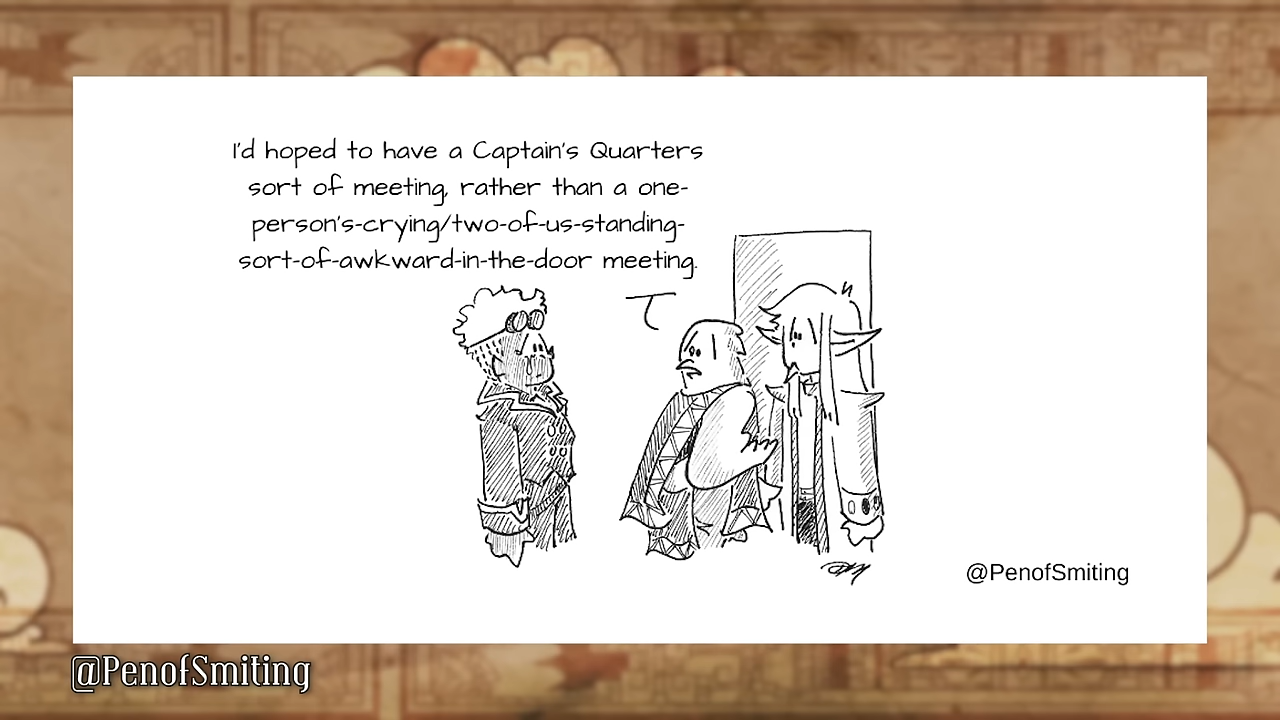 I'd hoped to have a Captain's Quarters
sort of meeting, rather than a one-
person's-crying/two-of-us-standing-
sort-of-awkward-in-the-door meeting.
@PenofSmiting
@PenofSmiting